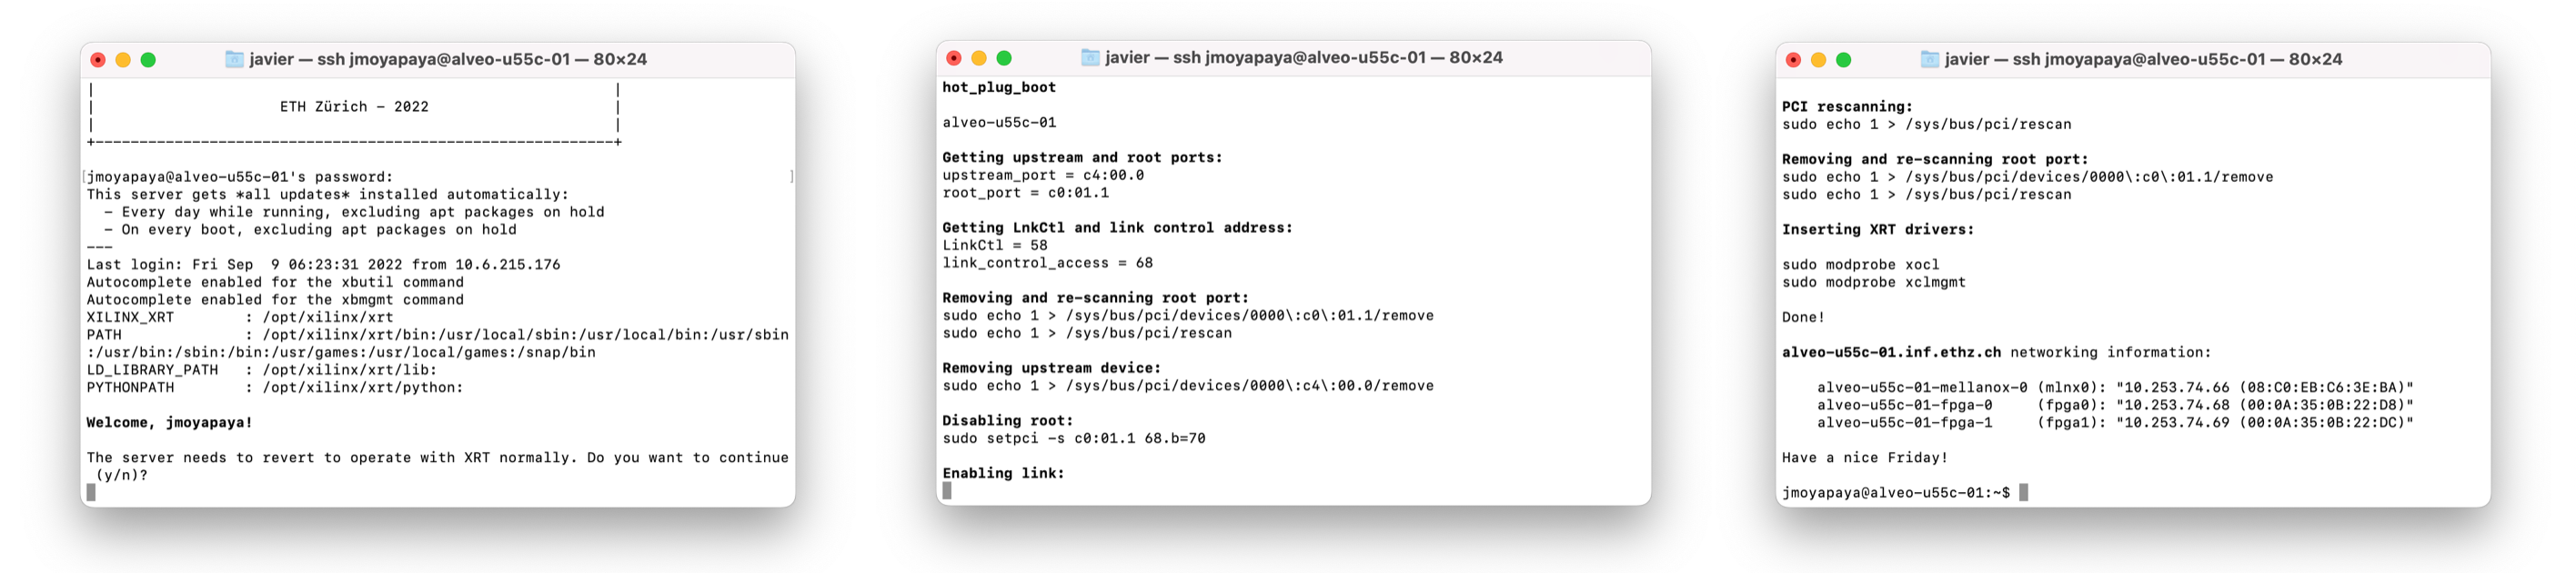 javier — ssh jmoyapaya@alveo-u55c-01 — 80×24
|                                                           |
|                     ETH Zürich - 2022                     |
|                                                           |
+-----------------------------------------------------------+
[jmoyapaya@alveo-u55c-01's password:                                             ]
This server gets *all updates* installed automatically:
  - Every day while running, excluding apt packages on hold
  - On every boot, excluding apt packages on hold
---
Last login: Fri Sep  9 06:23:31 2022 from 10.6.215.176
Autocomplete enabled for the xbutil command
Autocomplete enabled for the xbmgmt command
XILINX_XRT        : /opt/xilinx/xrt
PATH              : /opt/xilinx/xrt/bin:/usr/local/sbin:/usr/local/bin:/usr/sbin
:/usr/bin:/sbin:/bin:/usr/games:/usr/local/games:/snap/bin
LD_LIBRARY_PATH   : /opt/xilinx/xrt/lib:
PYTHONPATH        : /opt/xilinx/xrt/python:
Welcome, jmoyapaya!
The server needs to revert to operate with XRT normally. Do you want to continue
 (y/n)?
javier — ssh jmoyapaya@alveo-u55c-01 — 80×24
hot_plug_boot
alveo-u55c-01
Getting upstream and root ports:
upstream_port = c4:00.0
root_port = c0:01.1
Getting LnkCtl and link control address:
LinkCtl = 58
link_control_access = 68
Removing and re-scanning root port:
sudo echo 1 > /sys/bus/pci/devices/0000\:c0\:01.1/remove
sudo echo 1 > /sys/bus/pci/rescan
Removing upstream device:
sudo echo 1 > /sys/bus/pci/devices/0000\:c4\:00.0/remove
Disabling root:
sudo setpci -s c0:01.1 68.b=70
Enabling link:
javier — ssh jmoyapaya@alveo-u55c-01 — 80×24
PCI rescanning:
sudo echo 1 > /sys/bus/pci/rescan
Removing and re-scanning root port:
sudo echo 1 > /sys/bus/pci/devices/0000\:c0\:01.1/remove
sudo echo 1 > /sys/bus/pci/rescan
Inserting XRT drivers:
sudo modprobe xocl
sudo modprobe xclmgmt
Done!
alveo-u55c-01.inf.ethz.ch networking information:
    alveo-u55c-01-mellanox-0 (mlnx0): "10.253.74.66 (08:C0:EB:C6:3E:BA)"
    alveo-u55c-01-fpga-0     (fpga0): "10.253.74.68 (00:0A:35:0B:22:D8)"
    alveo-u55c-01-fpga-1     (fpga1): "10.253.74.69 (00:0A:35:0B:22:DC)"
Have a nice Friday!
jmoyapaya@alveo-u55c-01:~$